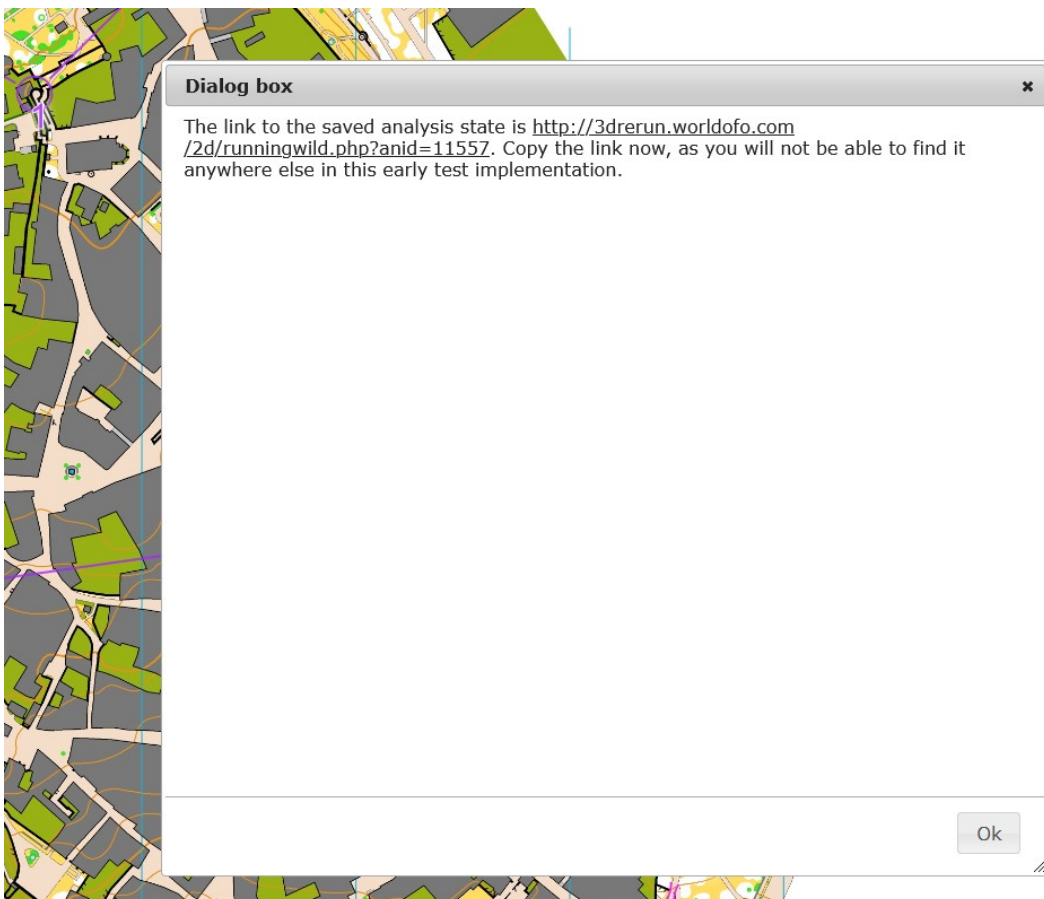 Dialog box
The link to the saved analysis state is http://3drerun.worldofo.com
/2d/runningwild.php?anid=11557. Copy the link now, as you will not be able to find it
anywhere else in this early test implementation.
Ok